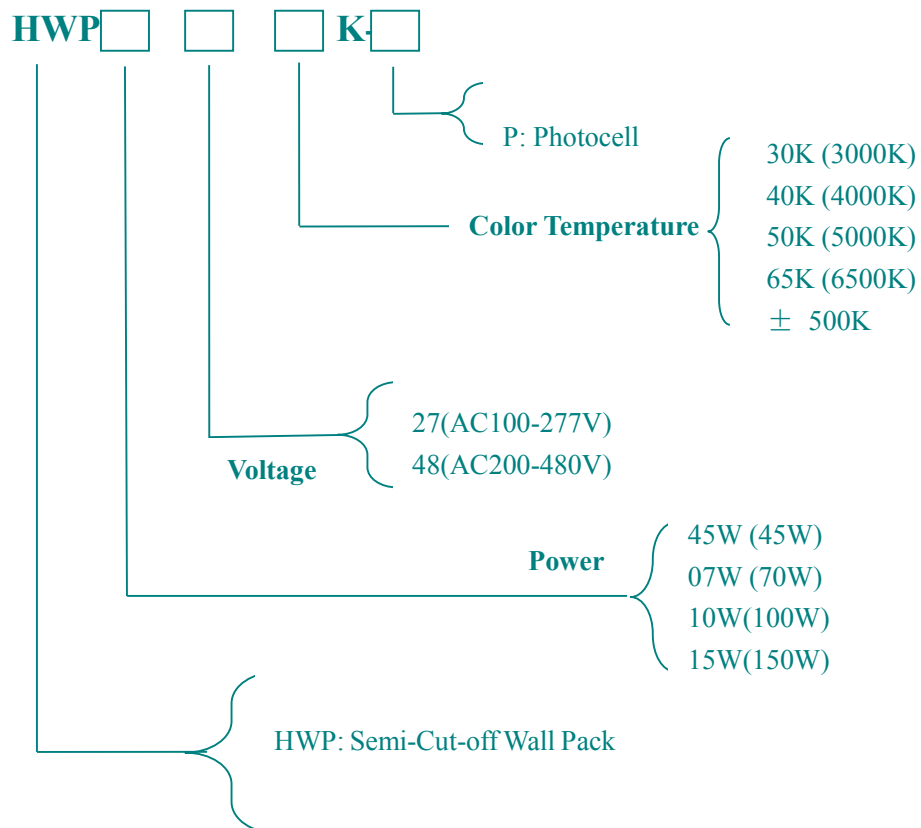 HWP K-
P: Photocell
30K (3000K)
40K (4000K)
Color Temperature
50K (5000K)
65K (6500K)
± 500K
27(AC100-277V)
Voltage
48(AC200-480V)
45W (45W)
Power
07W (70W)
10W(100W)
15W(150W)
HWP: Semi-Cut-off Wall Pack